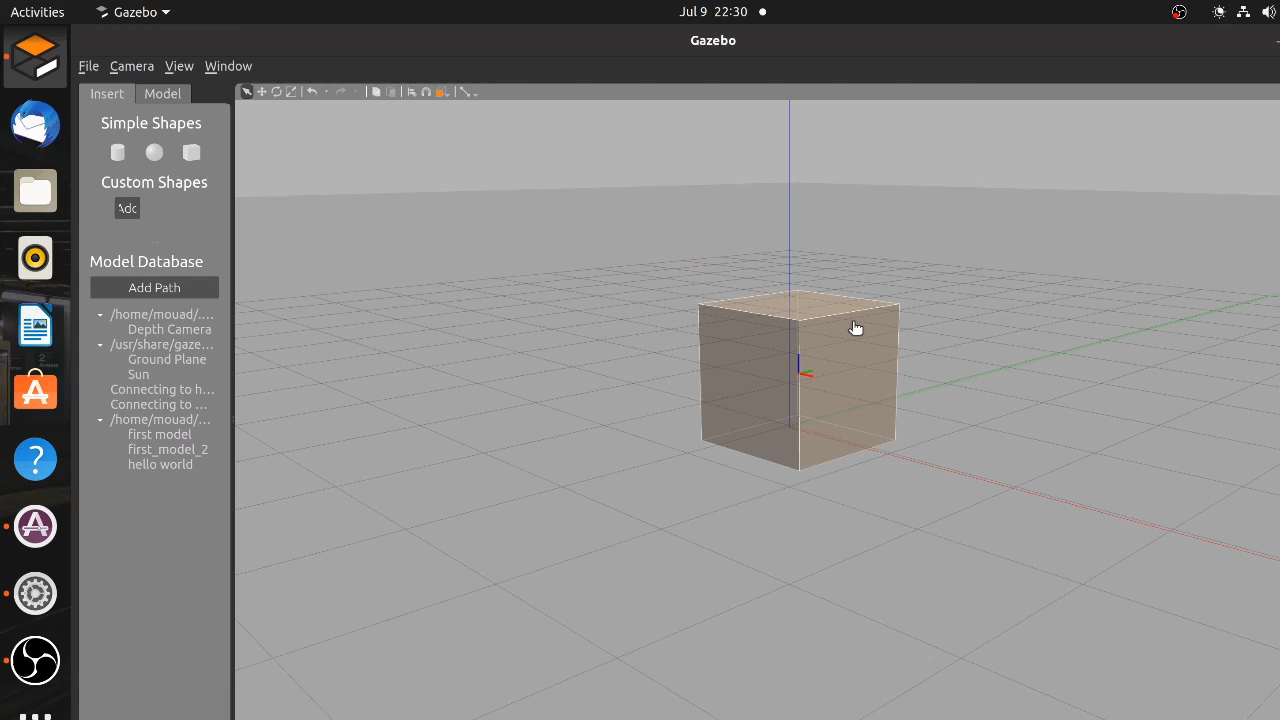 Activities
Gazebo
Jul 9 22:30
Gazebo
File Camera View Window
Insert Model
Simple Shapes
Custom Shapes
Model Database
Add Path
/home/mouad/....
Depth Camera
/usr/share/gaze...
Ground Plane
Sun
Connecting to h...
Connecting to ...
/home/mouad/...
first model
first_model_2
hello world